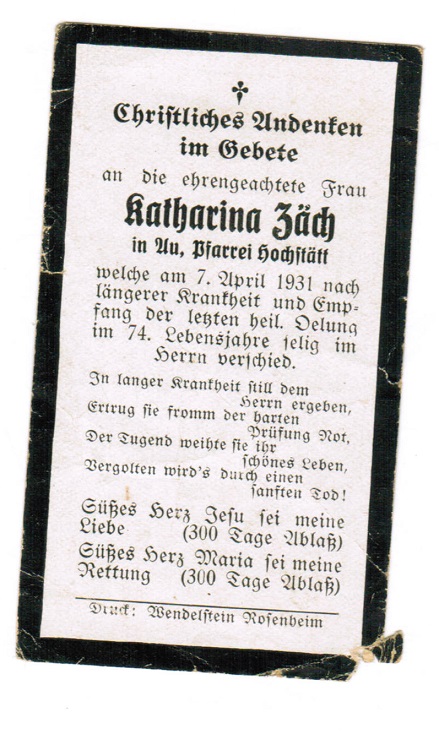 Christliches Andenken
im Gebete
an die ehrengeachtete Frau
Katharina Zäch
in Au, Pfarrei Hochstätt
welche am 7. April 1931 nach
längerer Krankheit und Emp-
fang der letzten heil. Oelung
im 74. Lebensjahre selig im
Herrn verschied.
In langer Krankheit still dem
Herrn ergeben,
Ertrug sie fromm der harten
Prüfung Not,
Der Tugend weihte sie ihr
schönes Leben,
Vergolten wird's durch einen
sanften Tod!
Süßes Herz Jesu sei meine
Liebe (300 Tage Ablaß)
Süßes Herz Maria sei meine
Rettung (300 Tage Ablaß)
Druck: Wendelstein Rosenheim